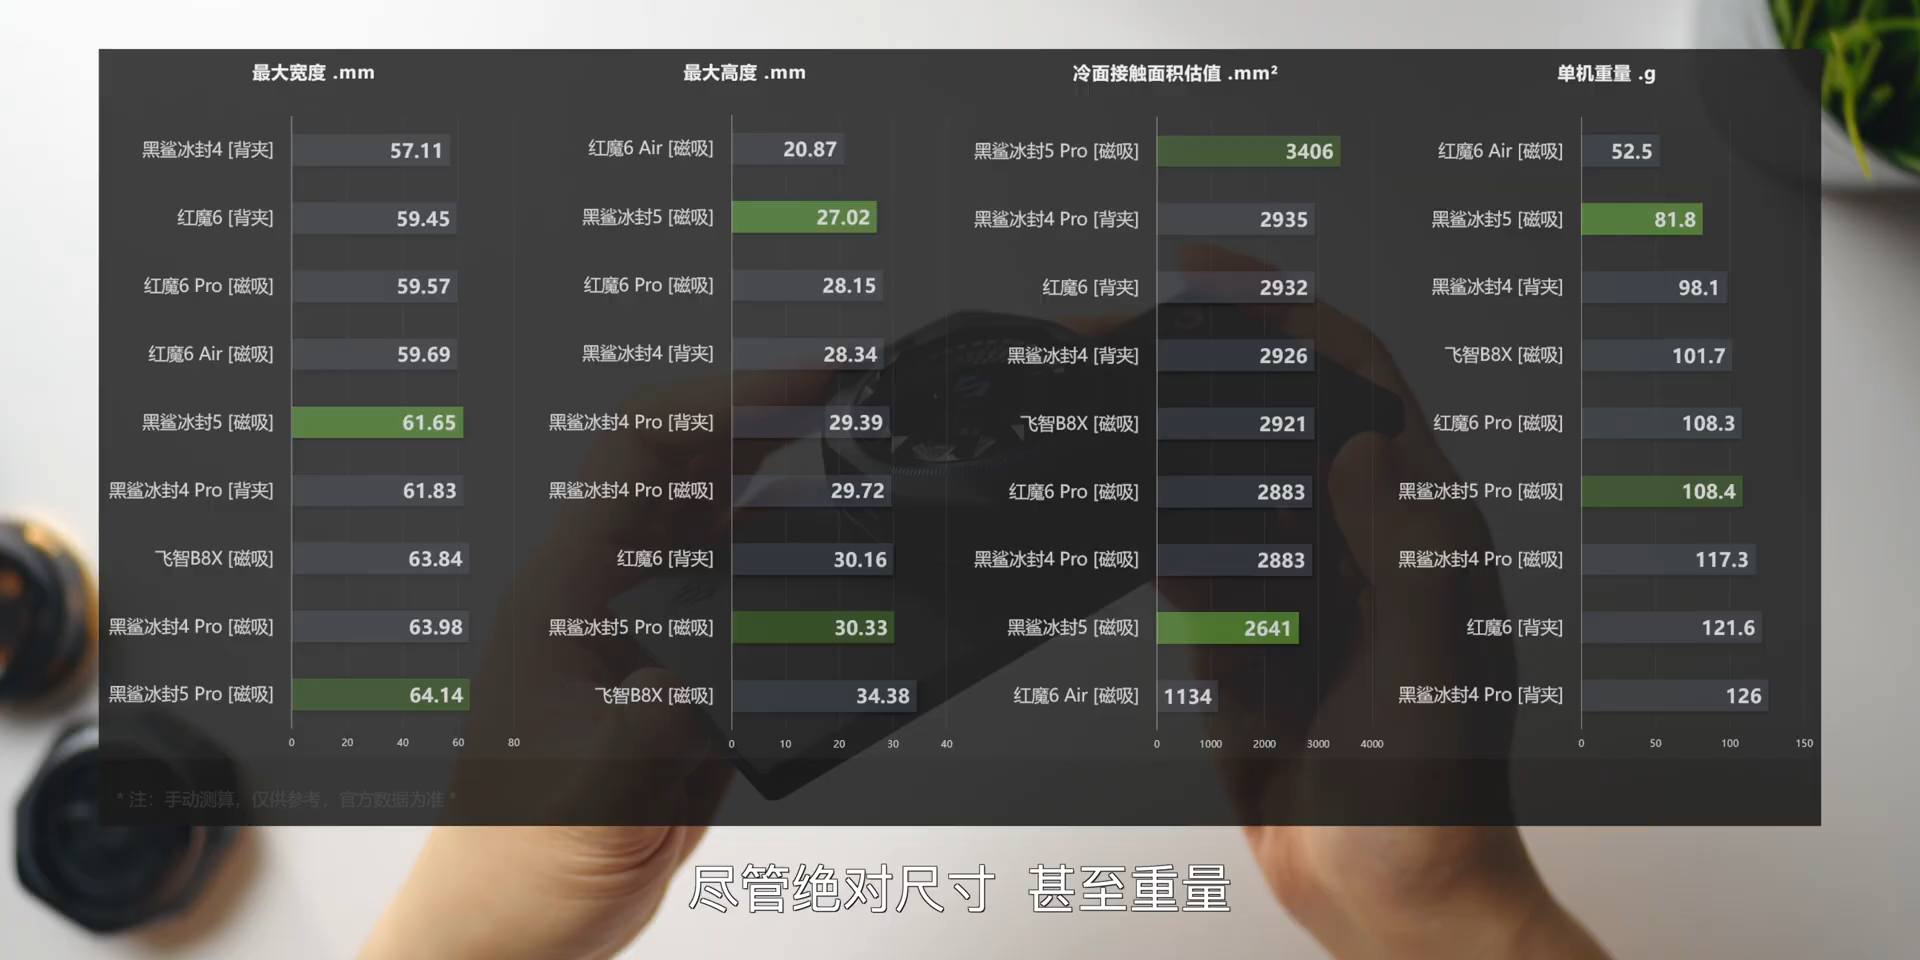 最大宽度 .mm
黑鲨冰封4 [背夹] 57.11
红魔6 [背夹] 59.45
红魔6 Pro [磁吸] 59.57
红魔6 Air [磁吸] 59.69
黑鲨冰封5 [磁吸] 61.65
黑鲨冰封4 Pro [背夹] 61.83
飞智B8X [磁吸] 63.84
黑鲨冰封4 Pro [磁吸] 63.98
黑鲨冰封5 Pro [磁吸] 64.14
0 20 40 60 80
最大高度 .mm
红魔6 Air [磁吸] 20.87
黑鲨冰封5 [磁吸] 27.02
红魔6 Pro [磁吸] 28.15
黑鲨冰封4 [背夹] 28.34
黑鲨冰封4 Pro [背夹] 29.39
黑鲨冰封4 Pro [磁吸] 29.72
红魔6 [背夹] 30.16
黑鲨冰封5 Pro [磁吸] 30.33
飞智B8X [磁吸] 34.38
0 10 20 30 40
冷面接触面积估值 .mm²
黑鲨冰封5 Pro [磁吸] 3406
黑鲨冰封4 Pro [背夹] 2935
红魔6 [背夹] 2932
黑鲨冰封4 [背夹] 2926
飞智B8X [磁吸] 2921
红魔6 Pro [磁吸] 2883
黑鲨冰封4 Pro [磁吸] 2883
黑鲨冰封5 [磁吸] 2641
红魔6 Air [磁吸] 1134
0 1000 2000 3000 4000
单机重量 .g
红魔6 Air [磁吸] 52.5
黑鲨冰封5 [磁吸] 81.8
黑鲨冰封4 [背夹] 98.1
飞智B8X [磁吸] 101.7
红魔6 Pro [磁吸] 108.3
黑鲨冰封5 Pro [磁吸] 108.4
黑鲨冰封4 Pro [磁吸] 117.3
红魔6 [背夹] 121.6
黑鲨冰封4 Pro [背夹] 126
0 50 100 150
* 注：手动测算，仅供参考，官方数据为准 *
尽管绝对尺寸 甚至重量